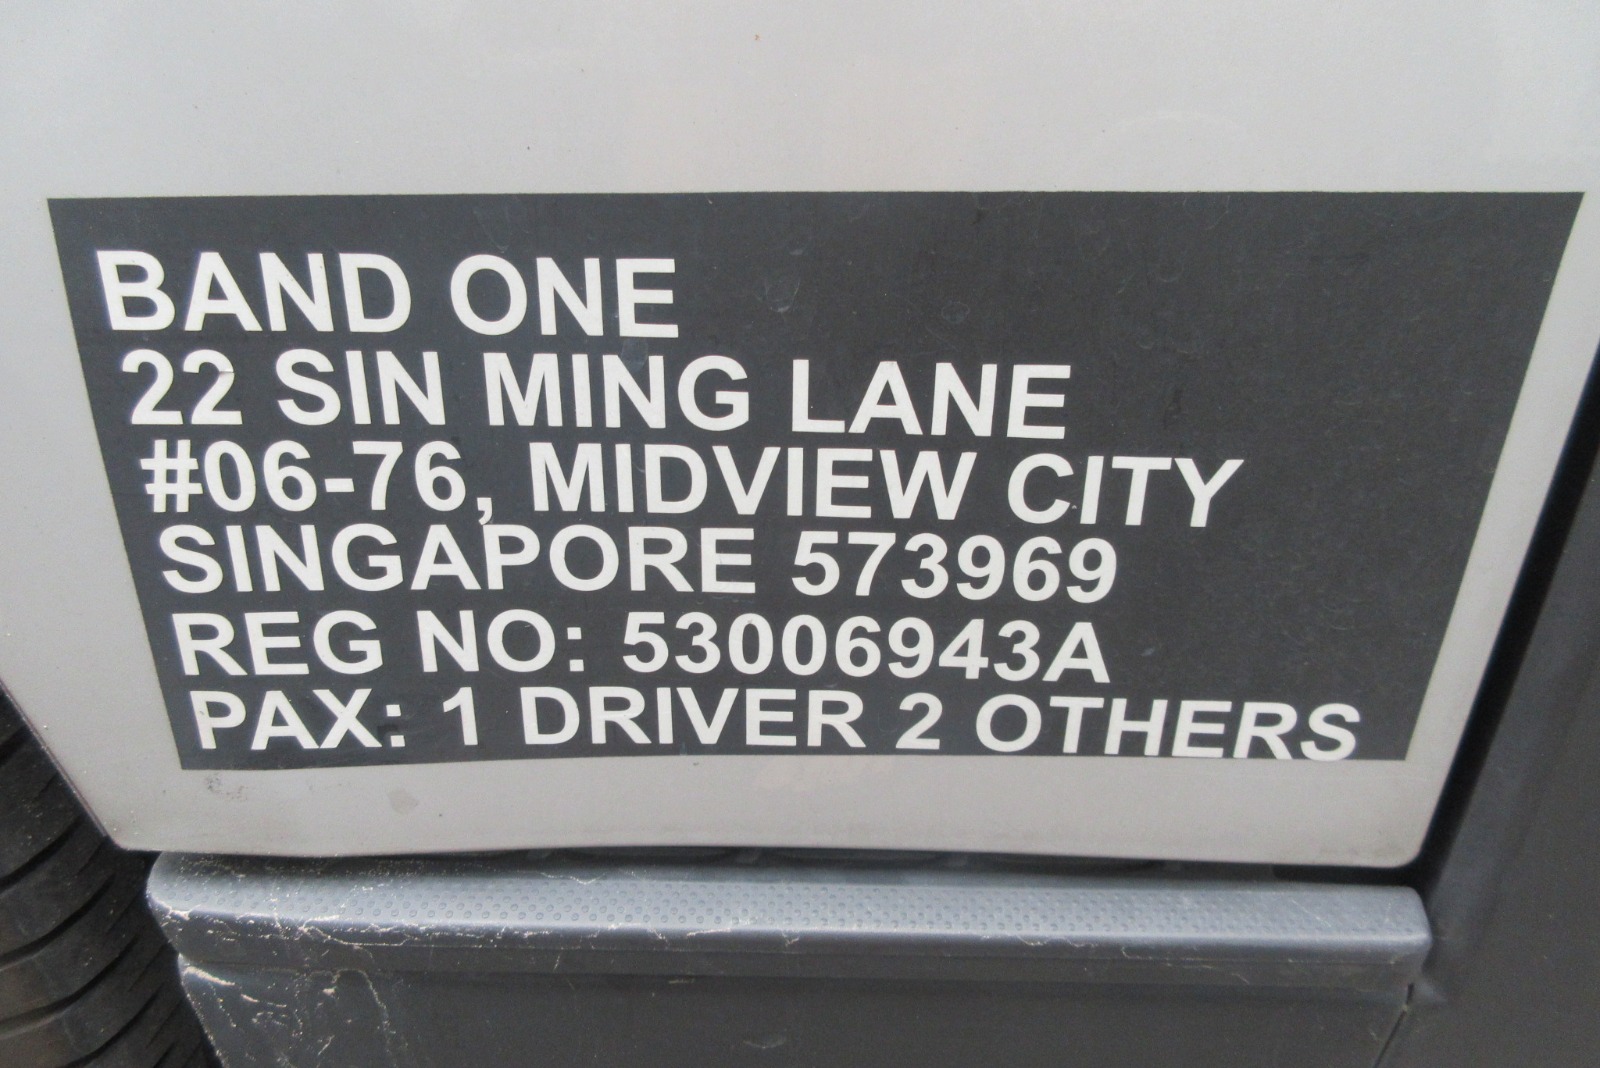 BAND ONE
22 SIN MING LANE
#06-76, MIDVIEW CITY
SINGAPORE 573969
REG NO: 53006943A
PAX: 1 DRIVER 2 OTHERS